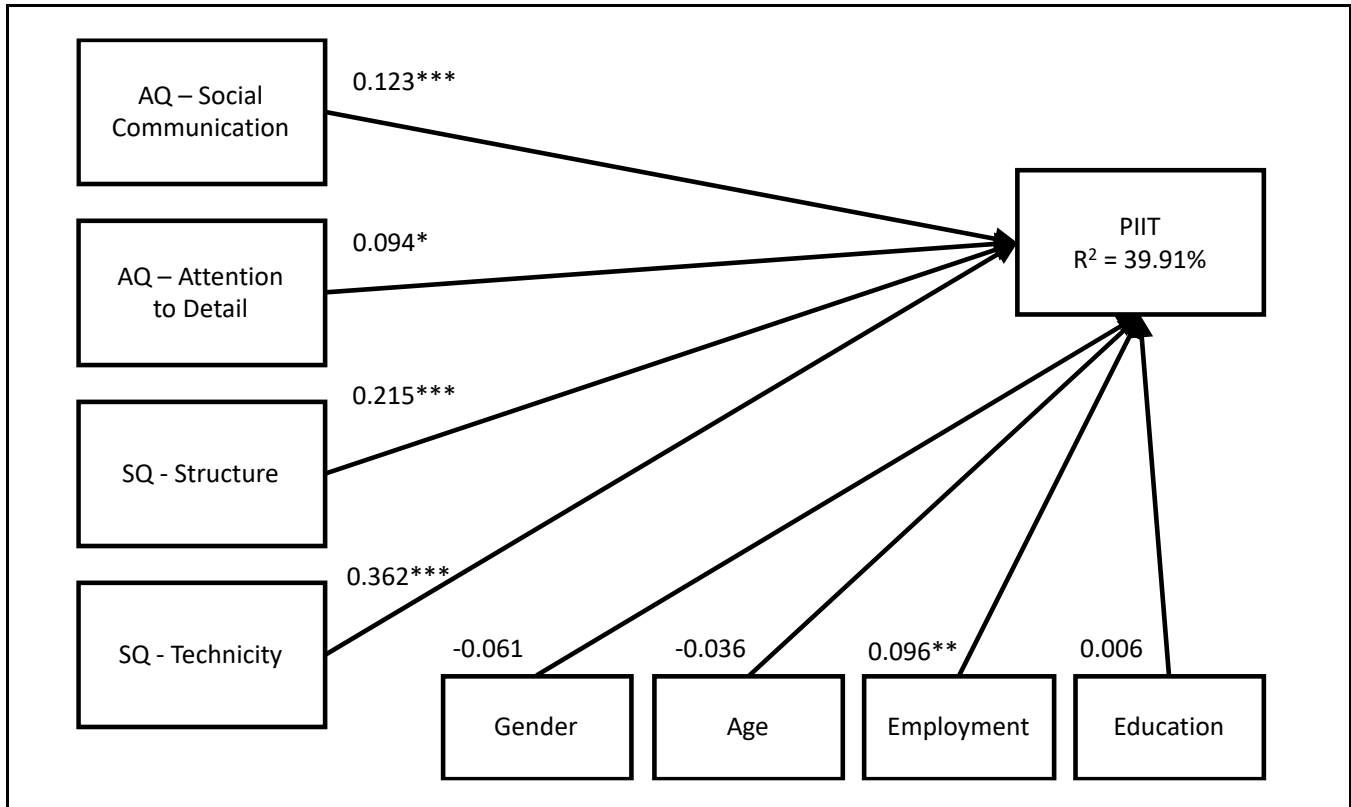 AQ – Social
Communication
0.123***
AQ – Attention
to Detail
0.094*
SQ - Structure
0.215***
SQ - Technicity
0.362***
PIIT
R² = 39.91%
-0.061
-0.036
0.096**
0.006
Gender
Age
Employment
Education